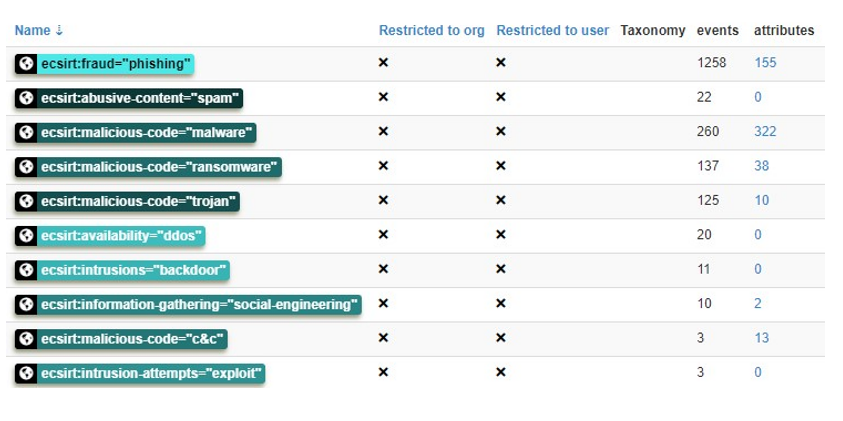 Name ↓ Restricted to org Restricted to user Taxonomy events attributes
ecsirt:fraud="phishing" × × 1258 155
ecsirt:abusive-content="spam" × × 22 0
ecsirt:malicious-code="malware" × × 260 322
ecsirt:malicious-code="ransomware" × × 137 38
ecsirt:malicious-code="trojan" × × 125 10
ecsirt:availability="ddos" × × 20 0
ecsirt:intrusions="backdoor" × × 11 0
ecsirt:information-gathering="social-engineering" × × 10 2
ecsirt:malicious-code="c&c" × × 3 13
ecsirt:intrusion-attempts="exploit" × × 3 0